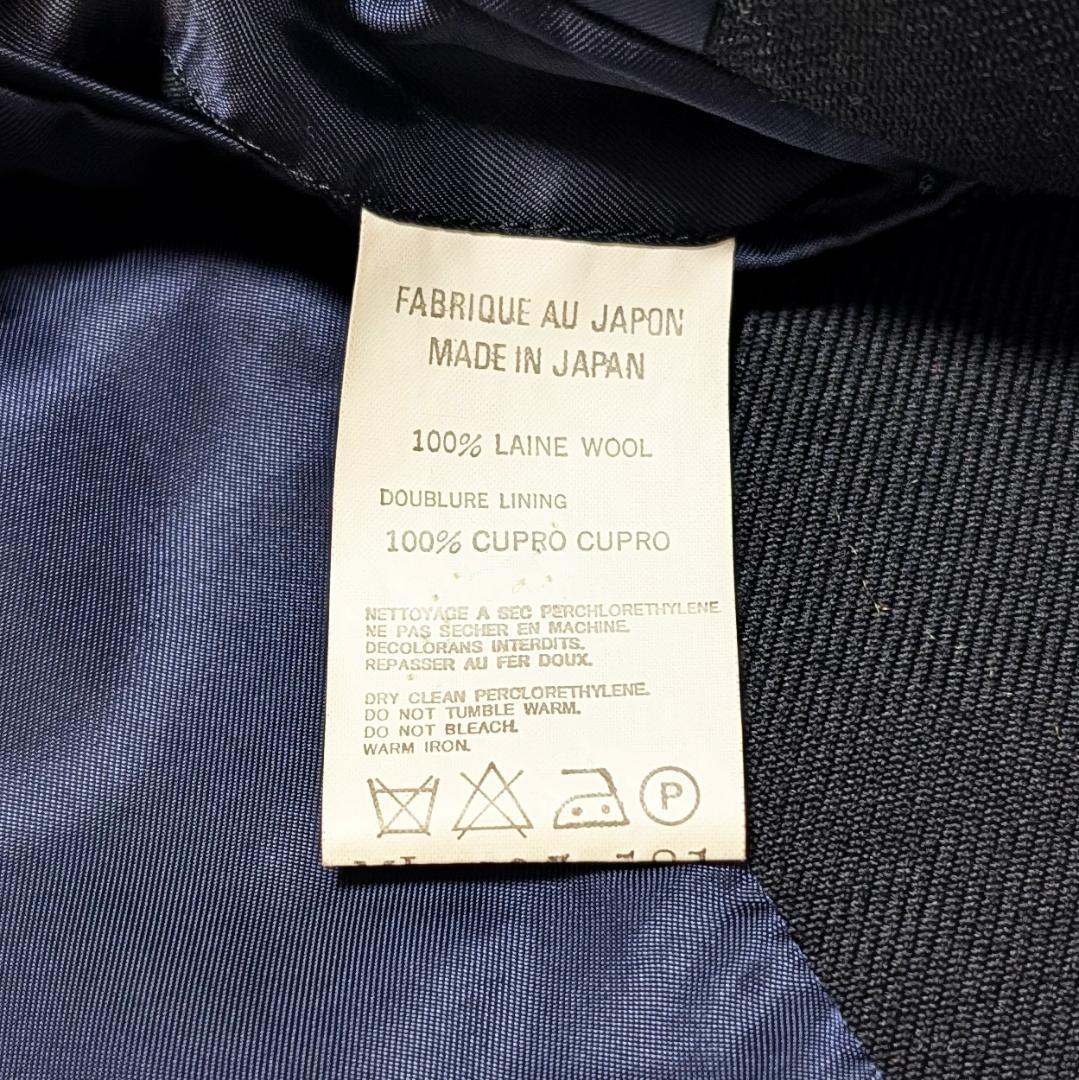 FABRIQUE AU JAPON
MADE IN JAPAN
100% LAINE WOOL
DOUBLURE LINING
100% CUPRO CUPRO
NETTOYAGE A SEC PERCHLORETHYLENE
NE PAS SECHER EN MACHINE.
DECOLORANS INTERDITS.
REPASSER AU FER DOUX.
DRY CLEAN PERCLORETHYLENE.
DO NOT TUMBLE WARM.
DO NOT BLEACH.
WARM IRON.
P